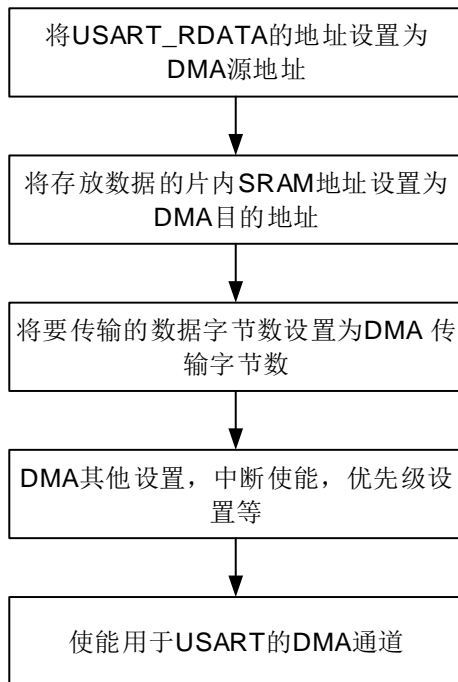 将USART_RDATA的地址设置为
DMA源地址
将存放数据的片内SRAM地址设置为
DMA目的地址
将要传输的数据字节数设置为DMA 传
输字节数
DMA其他设置，中断使能，优先级设
置等
使能用于USART的DMA通道